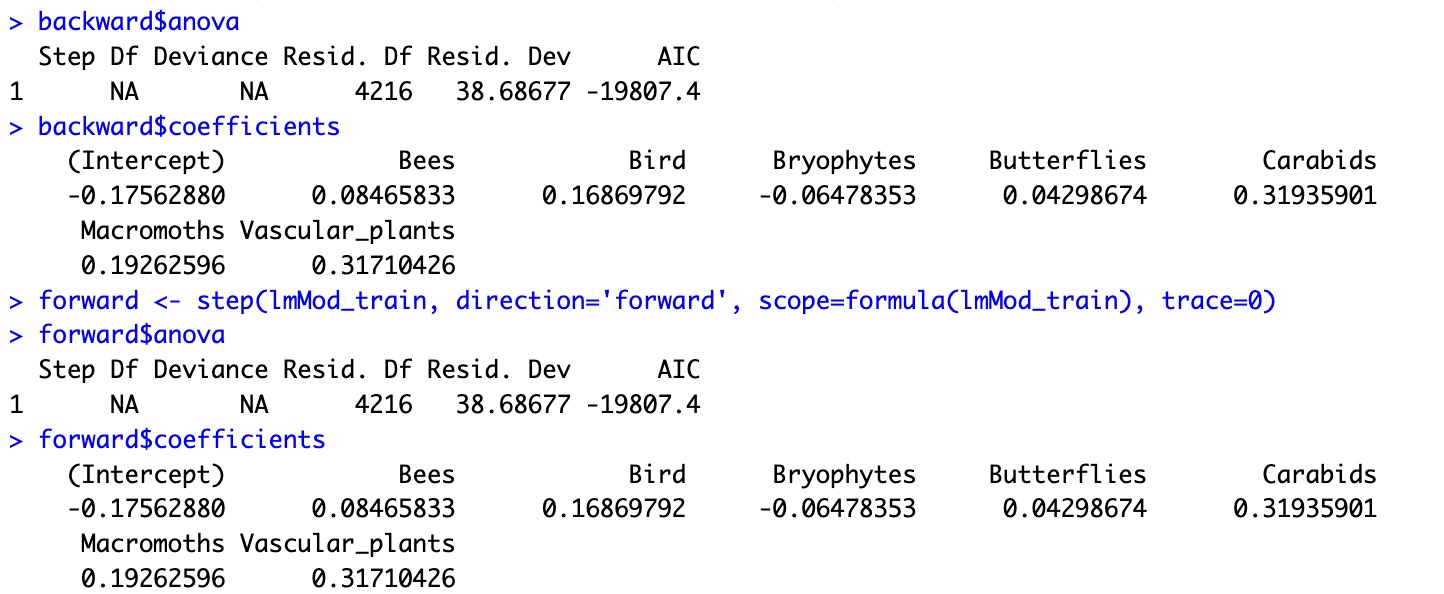 > backward$anova
  Step Df Deviance Resid. Df Resid. Dev      AIC
1      NA       NA      4216   38.68677 -19807.4
> backward$coefficients
    (Intercept)            Bees            Bird      Bryophytes     Butterflies        Carabids
    -0.17562880      0.08465833      0.16869792     -0.06478353      0.04298674      0.31935901
     Macromoths Vascular_plants
     0.19262596      0.31710426
> forward <- step(lmMod_train, direction='forward', scope=formula(lmMod_train), trace=0)
> forward$anova
  Step Df Deviance Resid. Df Resid. Dev      AIC
1      NA       NA      4216   38.68677 -19807.4
> forward$coefficients
    (Intercept)            Bees            Bird      Bryophytes     Butterflies        Carabids
    -0.17562880      0.08465833      0.16869792     -0.06478353      0.04298674      0.31935901
     Macromoths Vascular_plants
     0.19262596      0.31710426